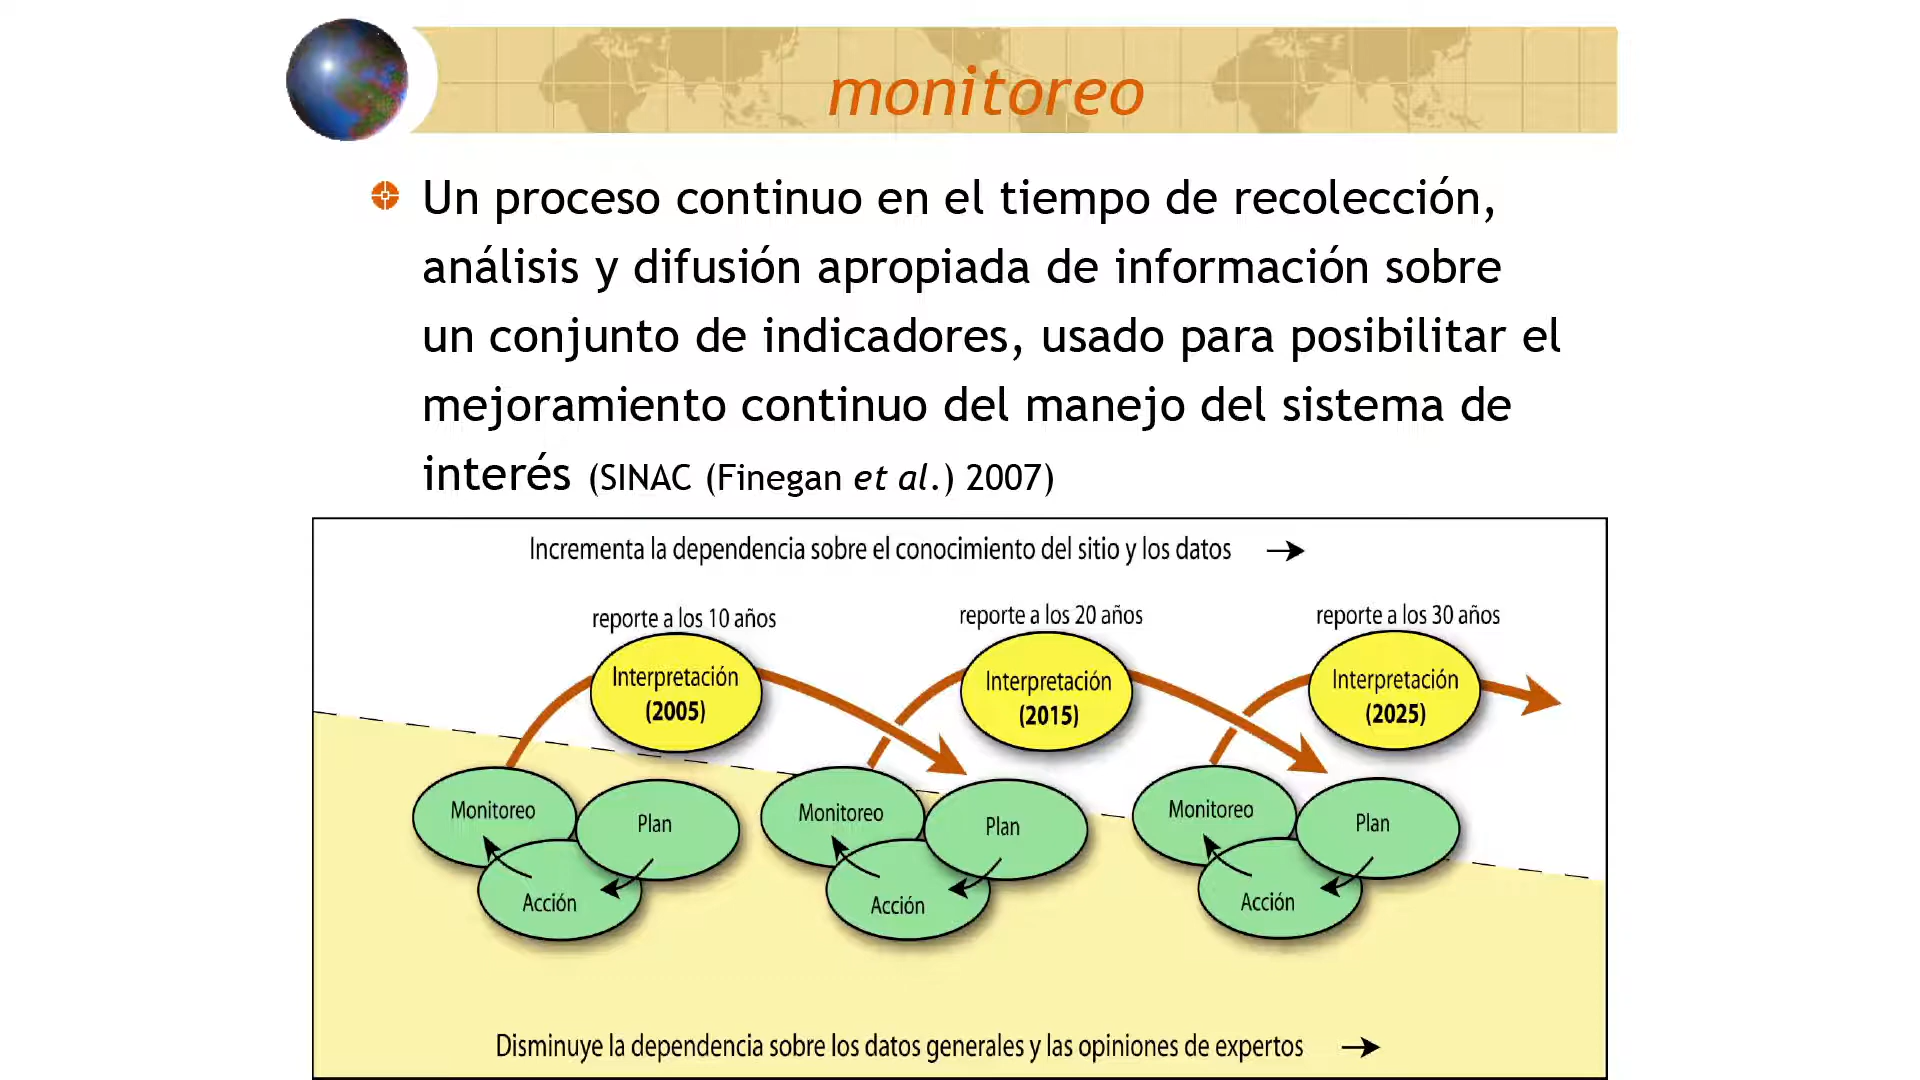 monitoreo
Un proceso continuo en el tiempo de recolección,
análisis y difusión apropiada de información sobre
un conjunto de indicadores, usado para posibilitar el
mejoramiento continuo del manejo del sistema de
interés (SINAC (Finegan et al.) 2007)
Incrementa la dependencia sobre el conocimiento del sitio y los datos →
reporte a los 10 años
reporte a los 20 años
reporte a los 30 años
Interpretación
(2005)
Interpretación
(2015)
Interpretación
(2025)
Monitoreo
Plan
Acción
Monitoreo
Plan
Acción
Monitoreo
Plan
Acción
Disminuye la dependencia sobre los datos generales y las opiniones de expertos →